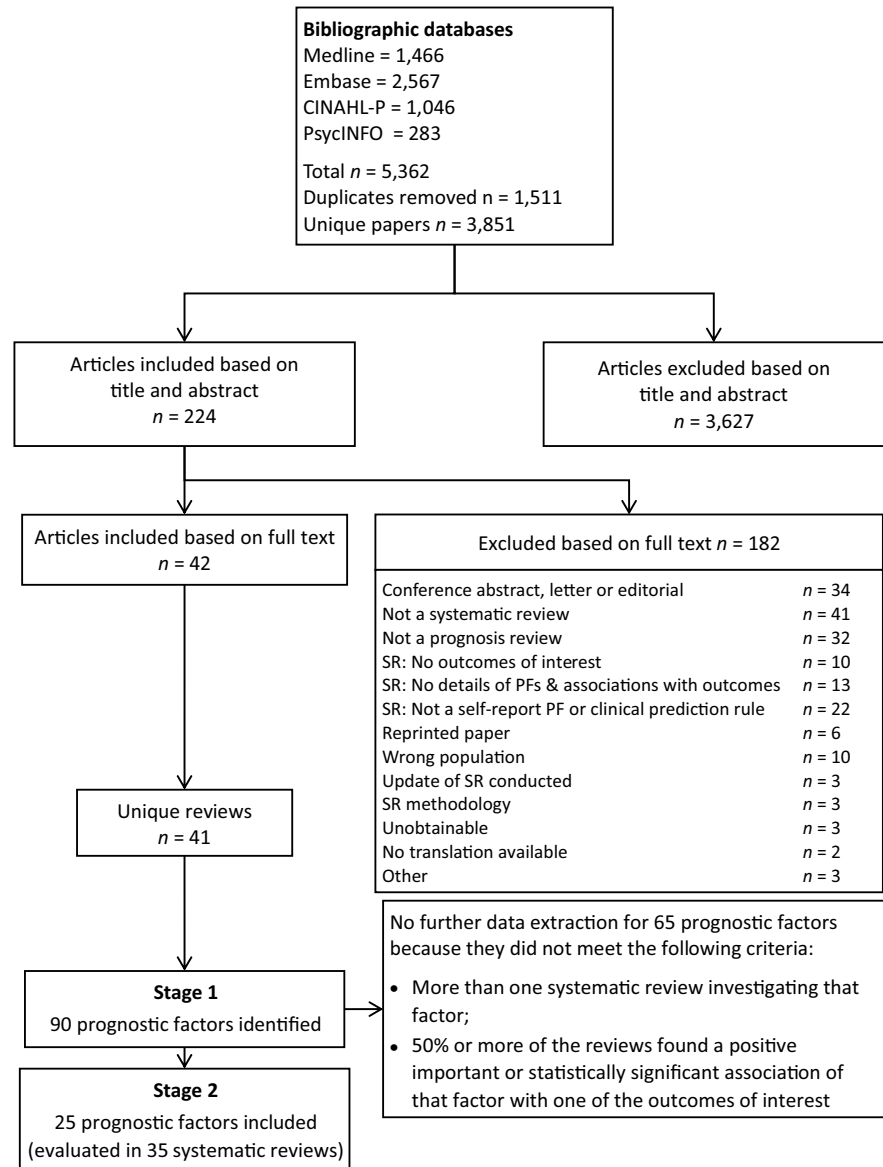 Bibliographic databases
Medline = 1,466
Embase = 2,567
CINAHL-P = 1,046
PsycINFO = 283
Total n = 5,362
Duplicates removed n = 1,511
Unique papers n = 3,851
Articles included based on
title and abstract
n = 224
Articles excluded based on
title and abstract
n = 3,627
Articles included based on full text
n = 42
Excluded based on full text n = 182
Conference abstract, letter or editorial n = 34
Not a systematic review n = 41
Not a prognosis review n = 32
SR: No outcomes of interest n = 10
SR: No details of PFs & associations with outcomes n = 13
SR: Not a self-report PF or clinical prediction rule n = 22
Reprinted paper n = 6
Wrong population n = 10
Update of SR conducted n = 3
SR methodology n = 3
Unobtainable n = 3
No translation available n = 2
Other n = 3
Unique reviews
n = 41
No further data extraction for 65 prognostic factors
because they did not meet the following criteria:
• More than one systematic review investigating that
factor;
• 50% or more of the reviews found a positive
important or statistically significant association of
that factor with one of the outcomes of interest
Stage 1
90 prognostic factors identified
Stage 2
25 prognostic factors included
(evaluated in 35 systematic reviews)